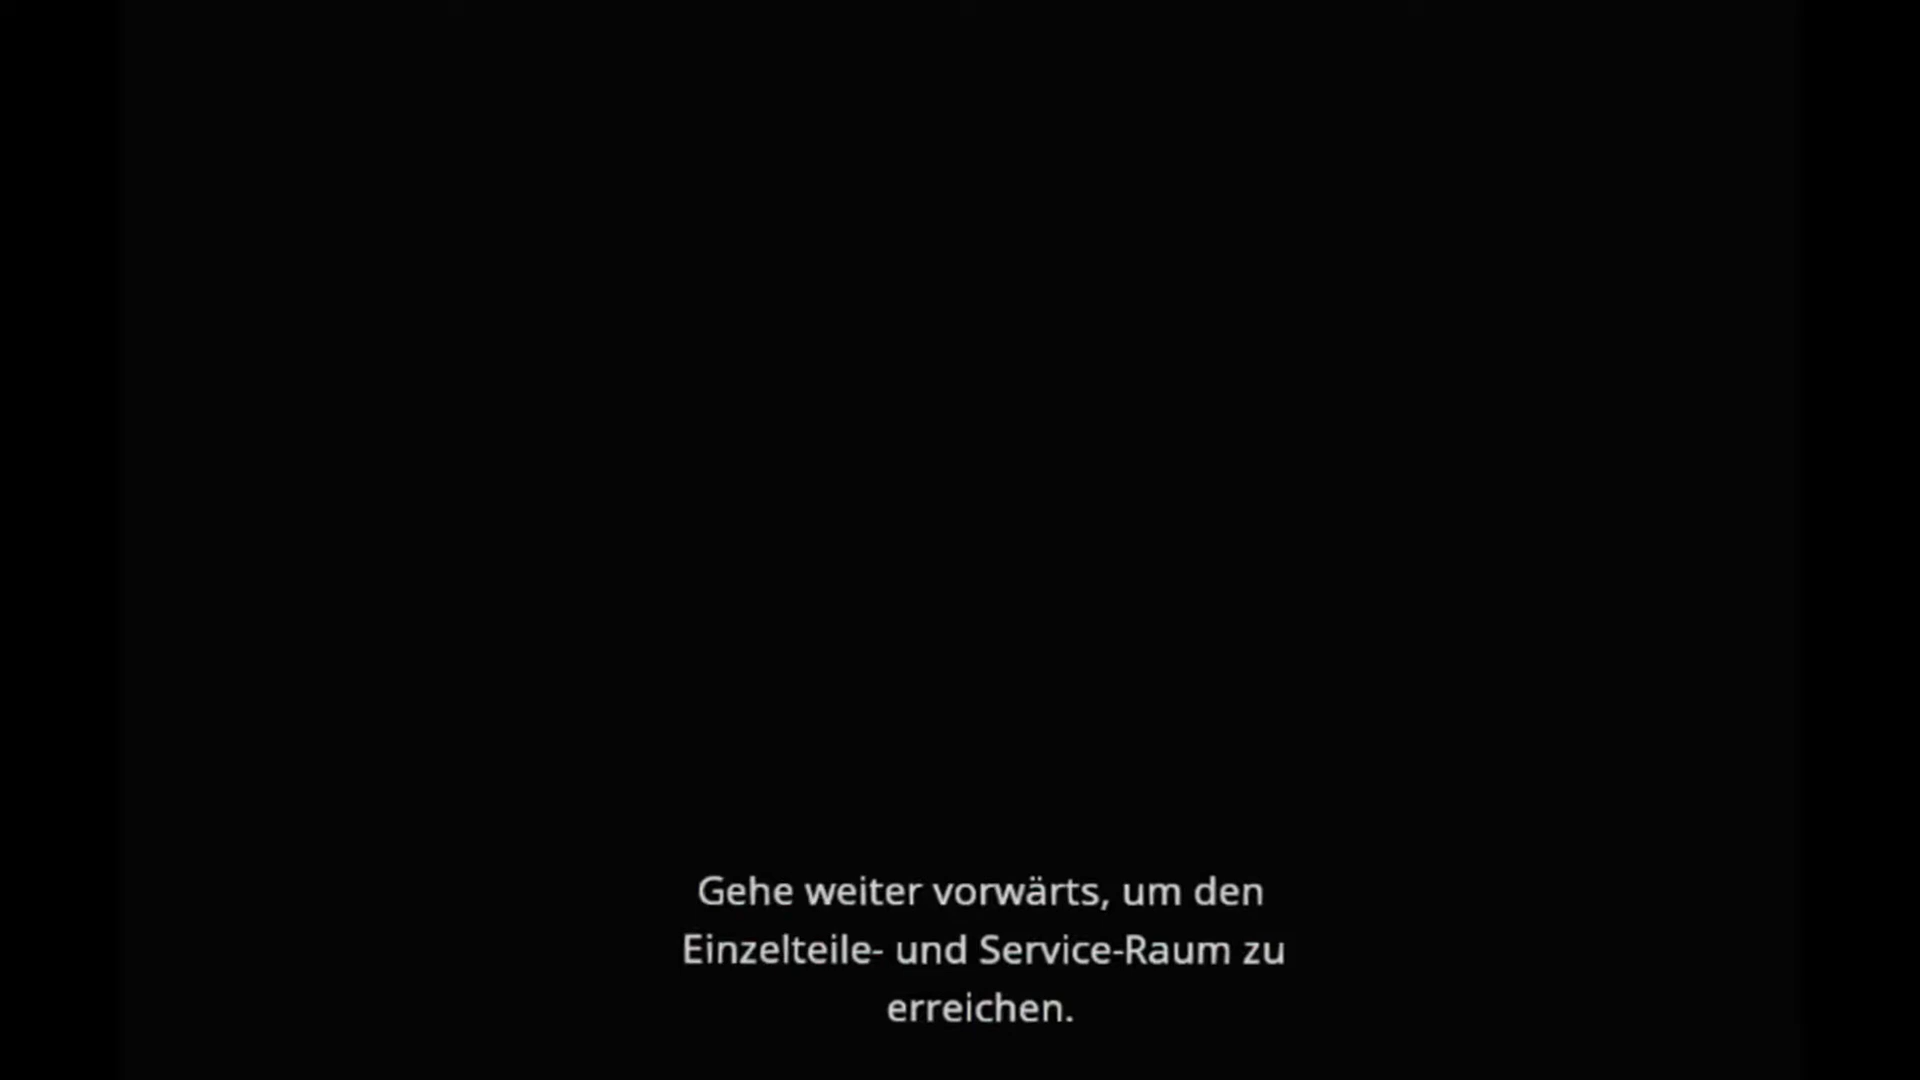 Gehe weiter vorwärts, um den
Einzelteile- und Service-Raum zu
erreichen.